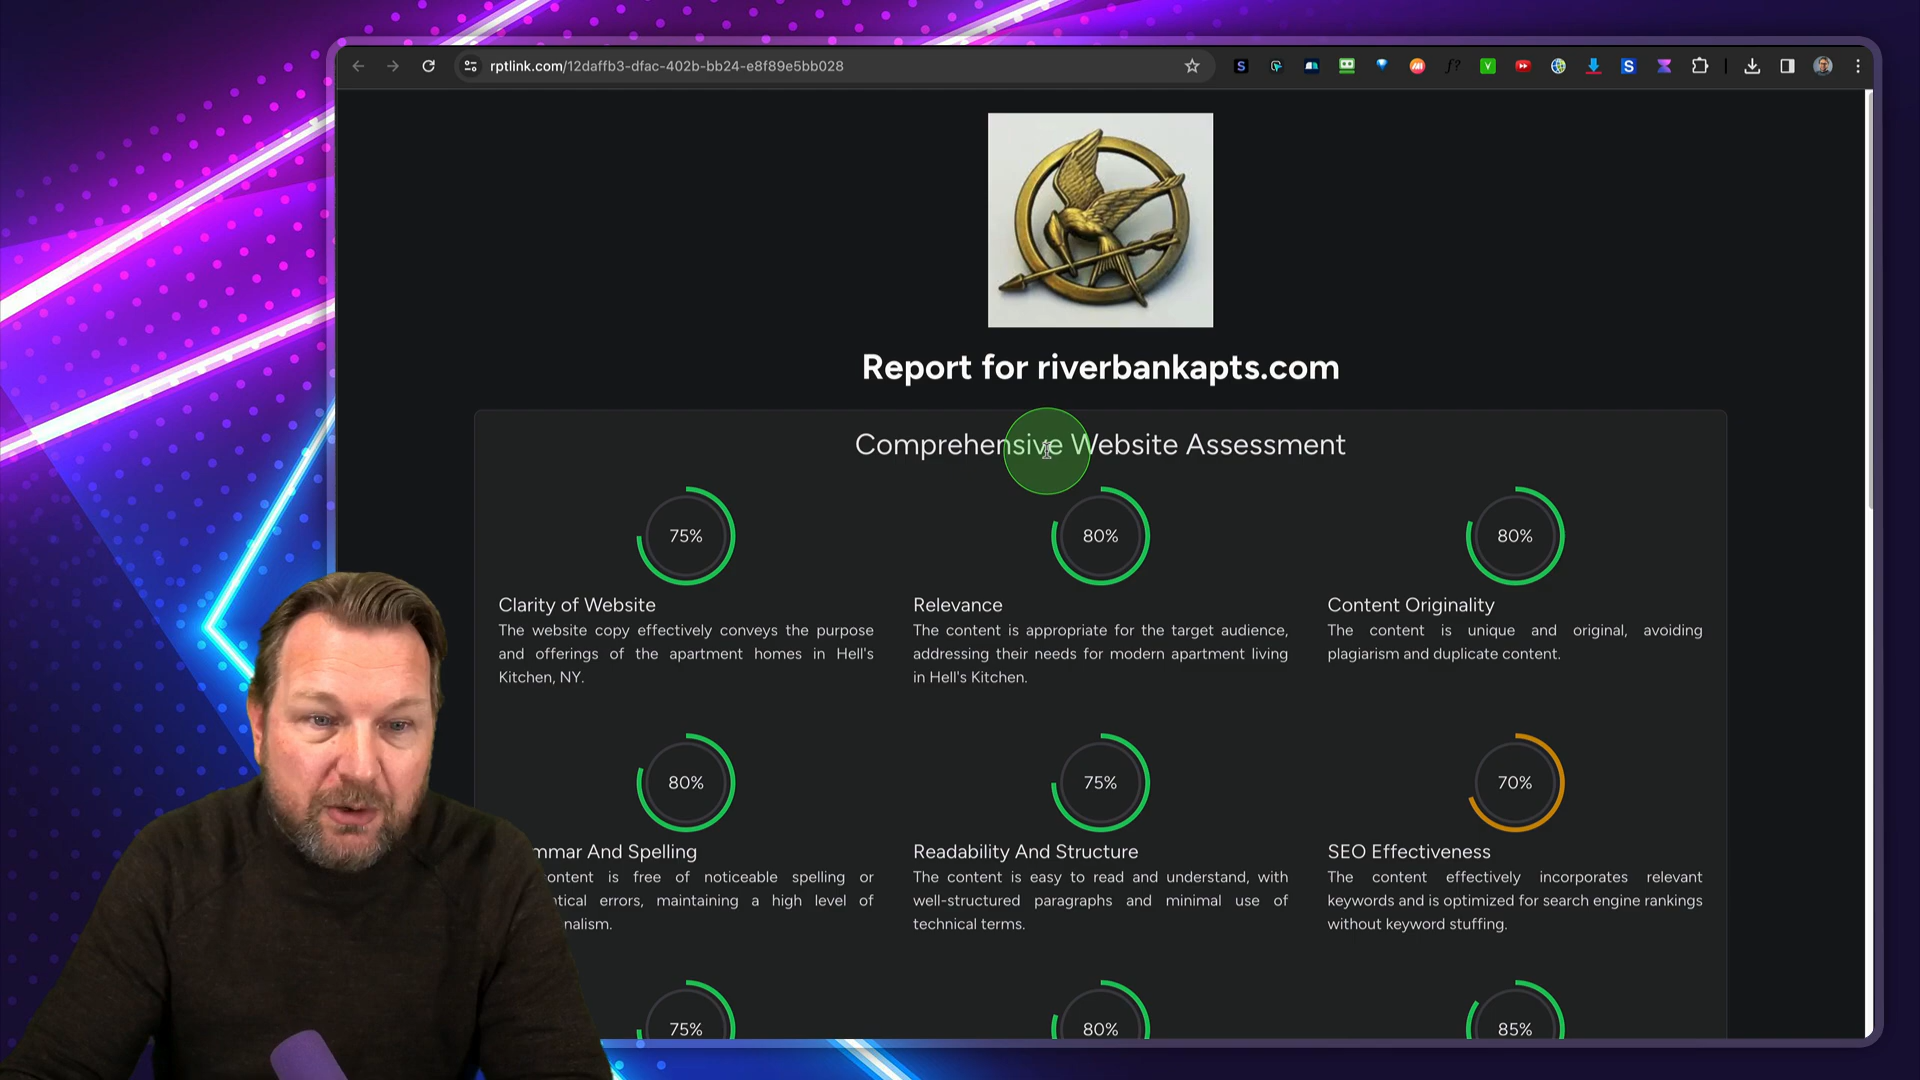 rptlink.com/12daffb3-dfac-402b-bb24-e8f89e5bb028
Report for riverbankapts.com
Comprehensive Website Assessment
75%
80%
80%
Clarity of Website
The website copy effectively conveys the purpose
and offerings of the apartment homes in Hell's
Kitchen, NY.
Relevance
The content is appropriate for the target audience,
addressing their needs for modern apartment living
in Hell's Kitchen.
Content Originality
The content is unique and original, avoiding
plagiarism and duplicate content.
80%
75%
70%
mmar And Spelling
ontent is free of noticeable spelling or
tical errors, maintaining a high level of
nalism.
Readability And Structure
The content is easy to read and understand, with
well-structured paragraphs and minimal use of
technical terms.
SEO Effectiveness
The content effectively incorporates relevant
keywords and is optimized for search engine rankings
without keyword stuffing.
75%
80%
85%